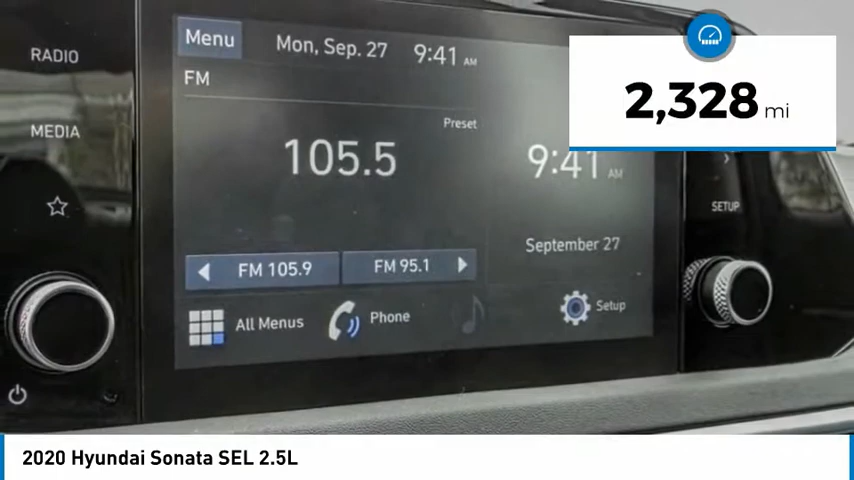 RADIO
MEDIA
Menu
Mon, Sep. 27
9:41 AM
FM
Preset
105.5
9:41 AM
September 27
FM 105.9
FM 95.1
All Menus
Phone
Setup
SETUP
2,328 mi
2020 Hyundai Sonata SEL 2.5L